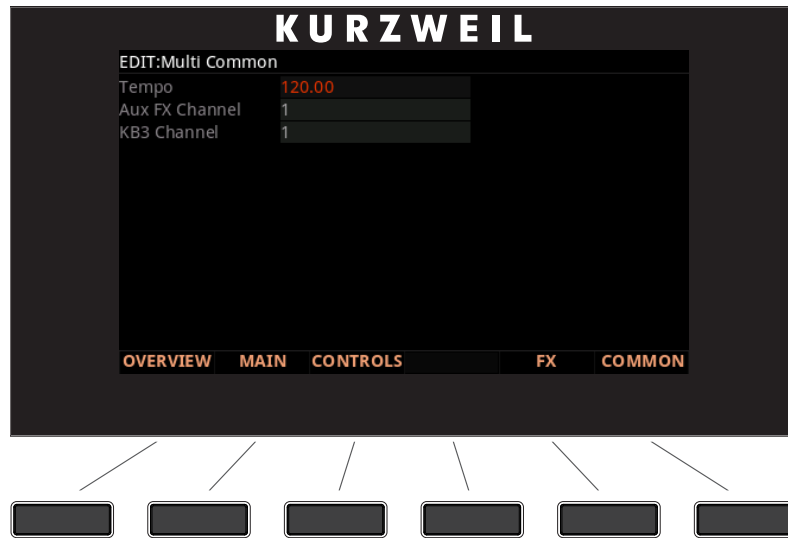 KURZWEIL
EDIT:Multi Common
Tempo 120.00
Aux FX Channel 1
KB3 Channel 1
OVERVIEW MAIN CONTROLS FX COMMON